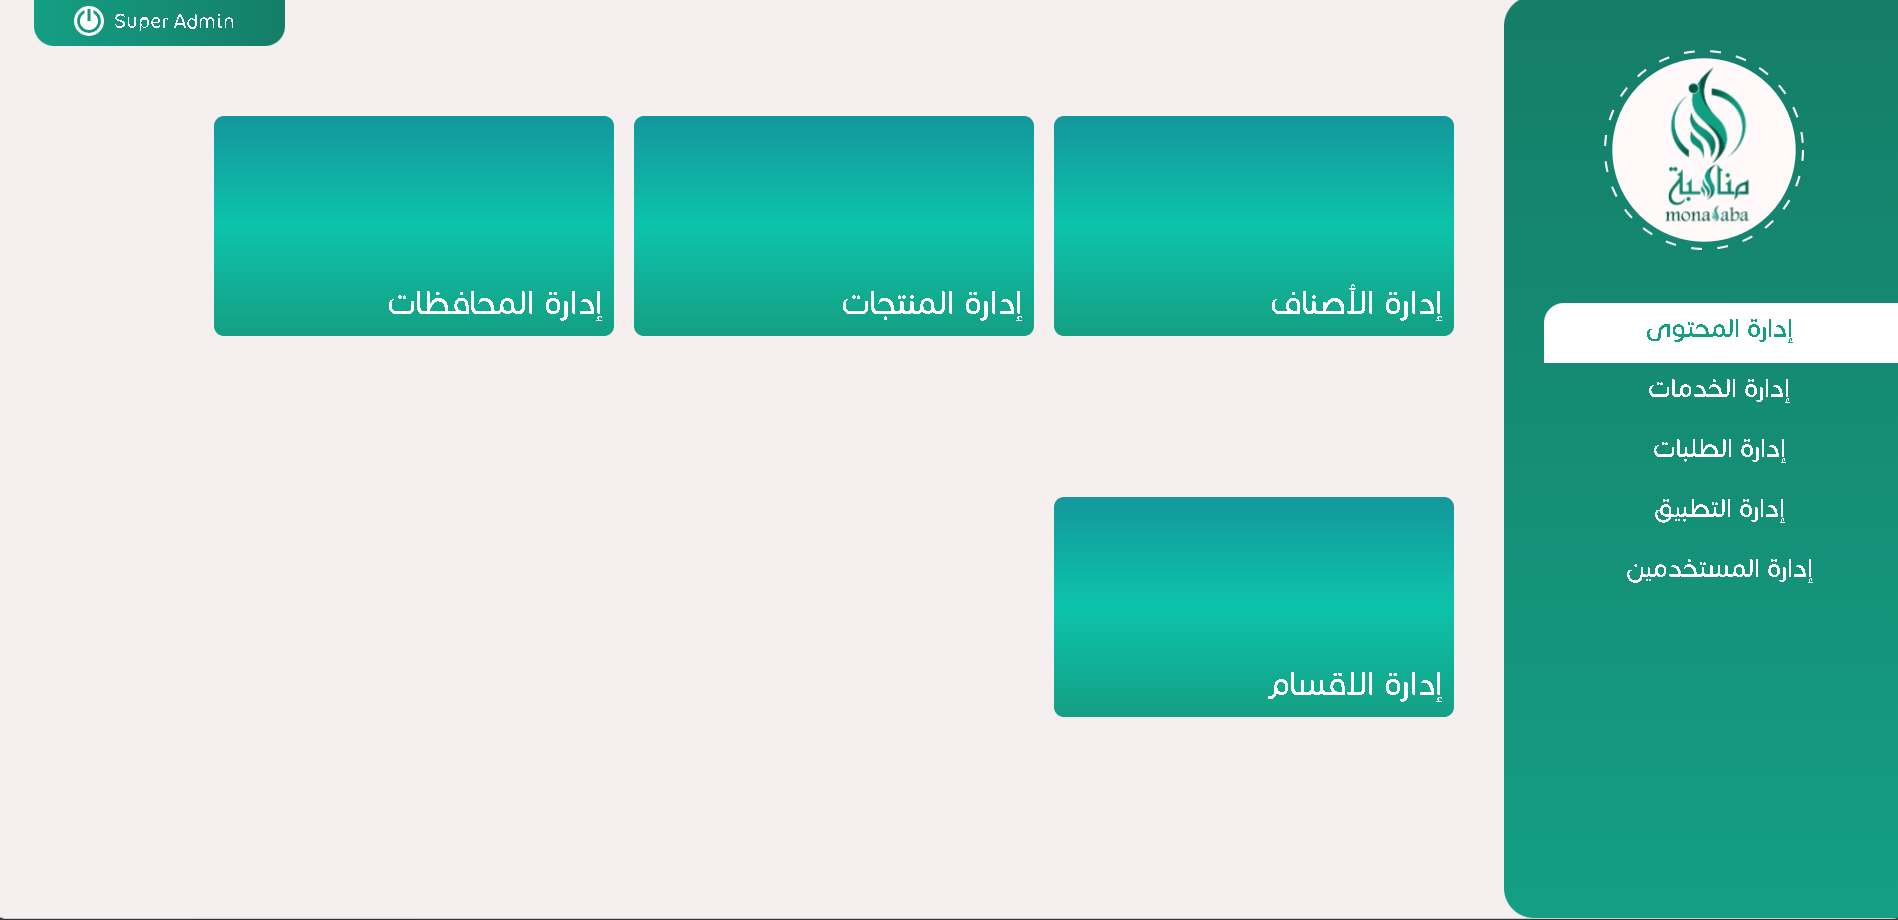 Super Admin
مناسبة
monasaba
إدارة المحتوى
إدارة الخدمات
إدارة الطلبات
إدارة التطبيق
إدارة المستخدمين
إدارة الأصناف
إدارة المنتجات
إدارة المحافظات
إدارة الاقسام